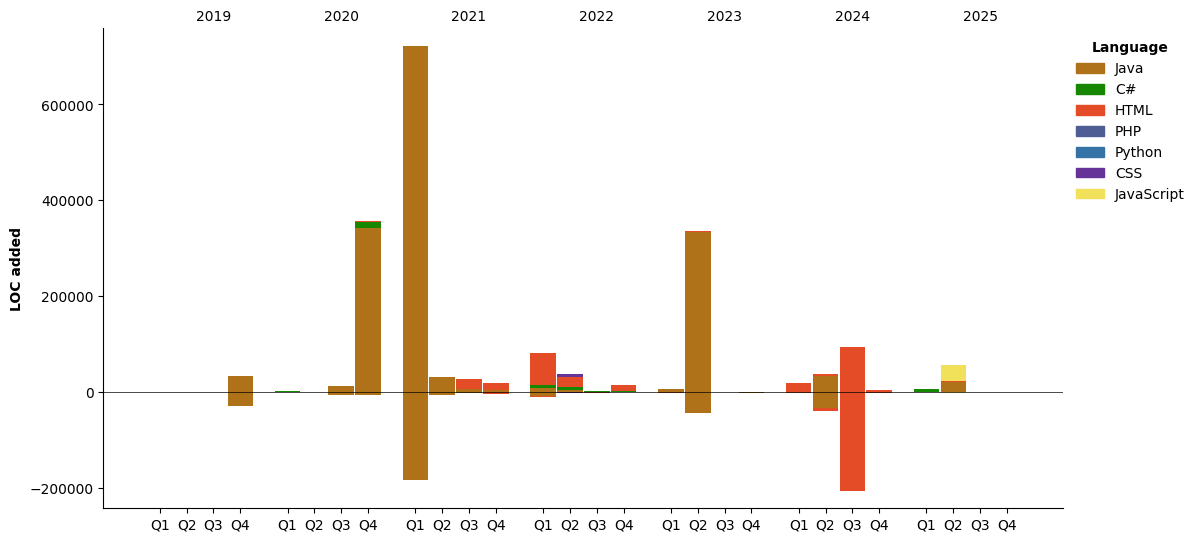 2019 2020 2021 2022 2023 2024 2025
Language
Java
C#
HTML
PHP
Python
CSS
JavaScript
LOC added
600000
400000
200000
0
−200000
Q1 Q2 Q3 Q4 Q1 Q2 Q3 Q4 Q1 Q2 Q3 Q4 Q1 Q2 Q3 Q4 Q1 Q2 Q3 Q4 Q1 Q2 Q3 Q4 Q1 Q2 Q3 Q4